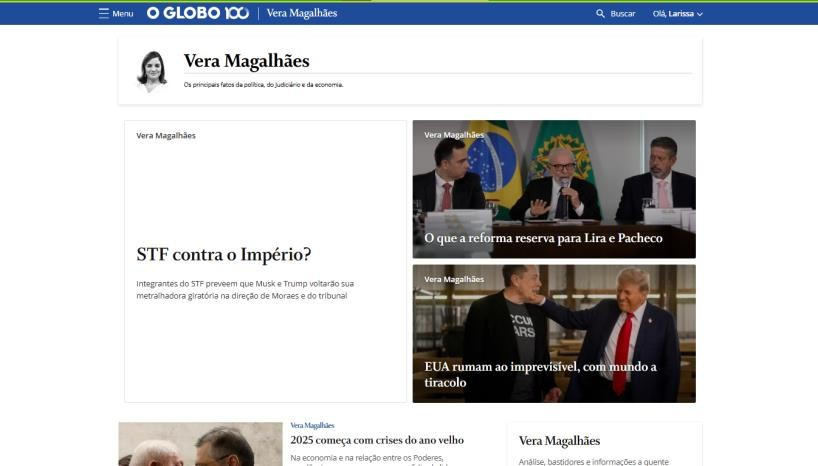 Menu
O GLOBO 100
Vera Magalhães
Buscar
Olá, Larissa
Vera Magalhães
Os principais fatos da política, do Judiciário e da economia.
Vera Magalhães
STF contra o Império?
Integrantes do STF preveem que Musk e Trump voltarão sua
metralhadora giratória na direção de Moraes e do tribunal
Vera Magalhães
O que a reforma reserva para Lira e Pacheco
Vera Magalhães
EUA rumam ao imprevisível, com mundo a
tiracolo
Vera Magalhães
2025 começa com crises do ano velho
Na economia e na relação entre os Poderes,
Vera Magalhães
Análise, bastidores e informações a quente